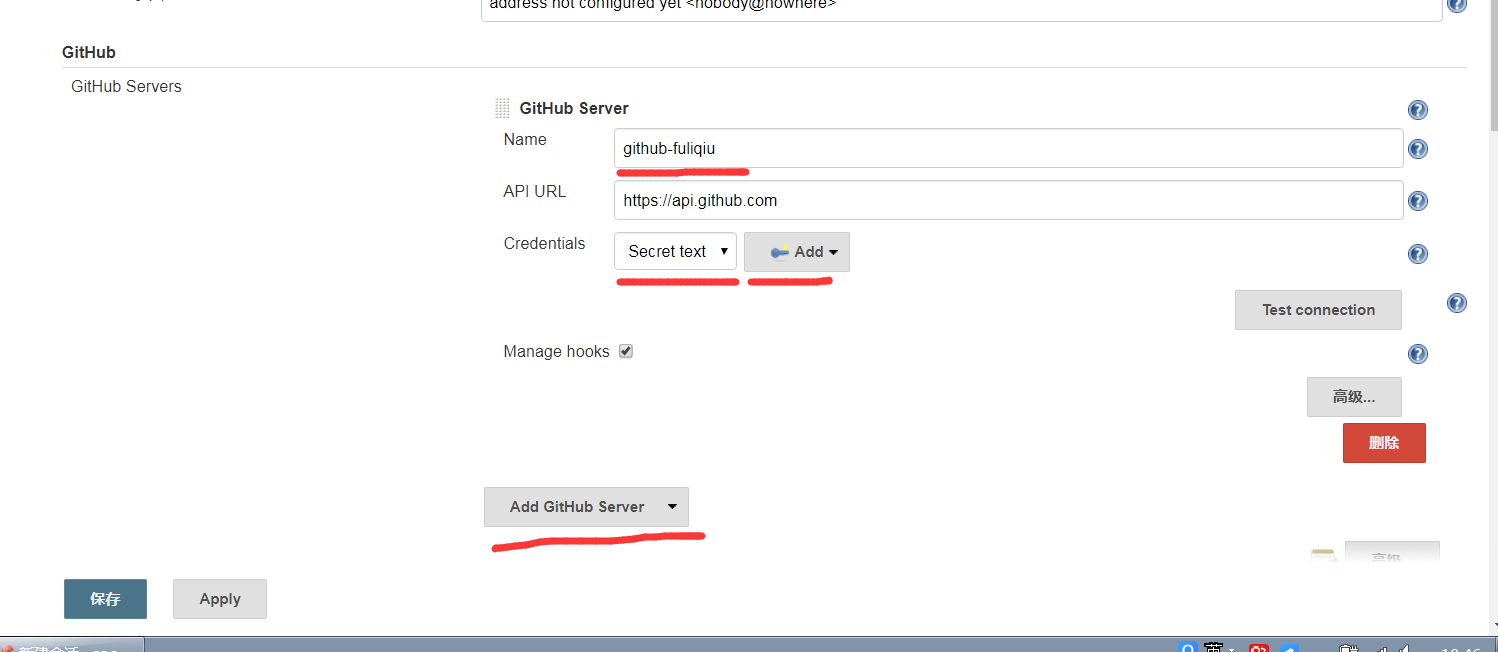 address not configured yet <nobody@nowhere>
GitHub
GitHub Servers
GitHub Server
Name
github-fuliqiu
API URL
https://api.github.com
Credentials
Secret text
Add
Test connection
Manage hooks
高级...
删除
Add GitHub Server
高级
保存
Apply